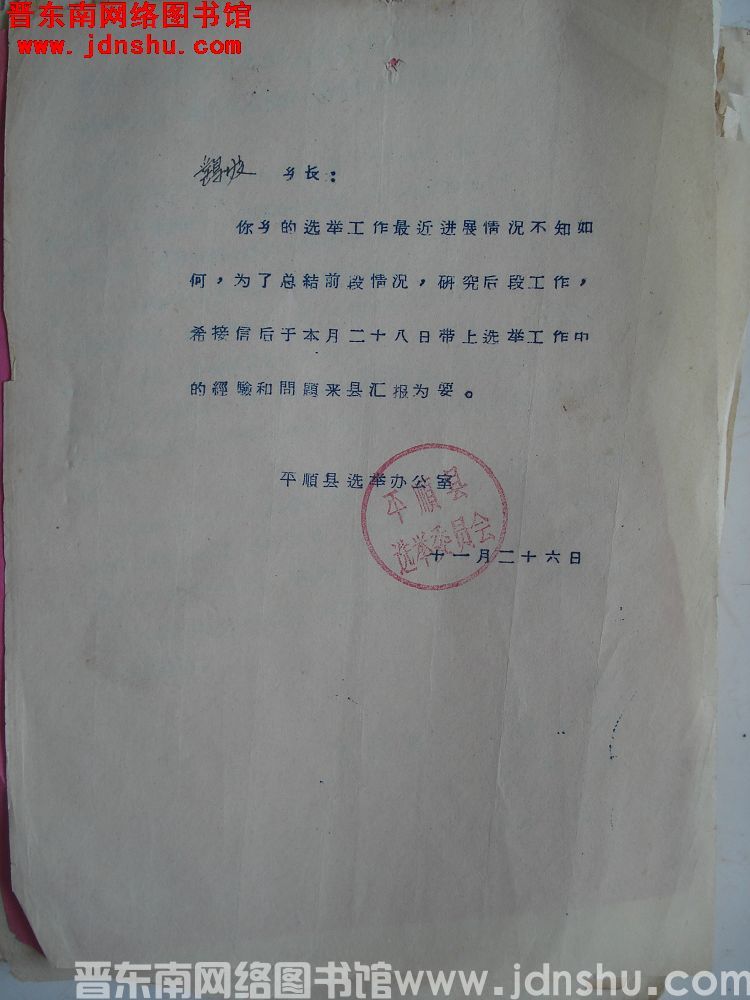 晋东南网络图书馆
www.jdnshu.com
乡长：
你乡的选举工作最近进展情况不知如
何，为了总結前段情况，研究后段工作，
希接信后于本月二十八日带上选举工作中
的經驗和問題来县汇报为要。
平順县选举办公室
平順县
选举委员会
十一月二十六日
晋东南网络图书馆www.jdnshu.com